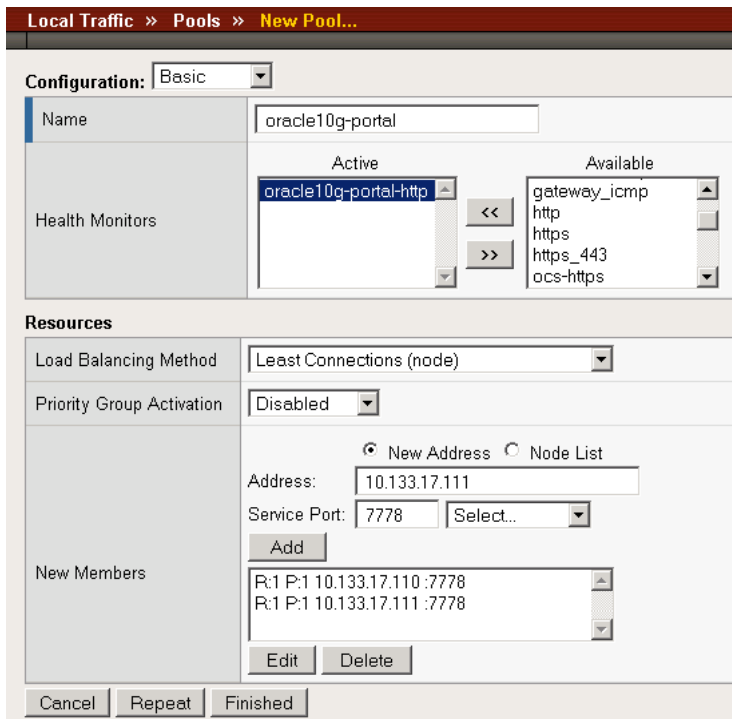 Local Traffic » Pools » New Pool...
Configuration: Basic
Name oracle10g-portal
Active Available
Health Monitors
oracle10g-portal-http
<<
>>
gateway_icmp
http
https
https_443
ocs-https
Resources
Load Balancing Method Least Connections (node)
Priority Group Activation Disabled
New Members
New Address Node List
Address: 10.133.17.111
Service Port: 7778 Select...
Add
R:1 P:1 10.133.17.110 :7778
R:1 P:1 10.133.17.111 :7778
Edit Delete
Cancel Repeat Finished